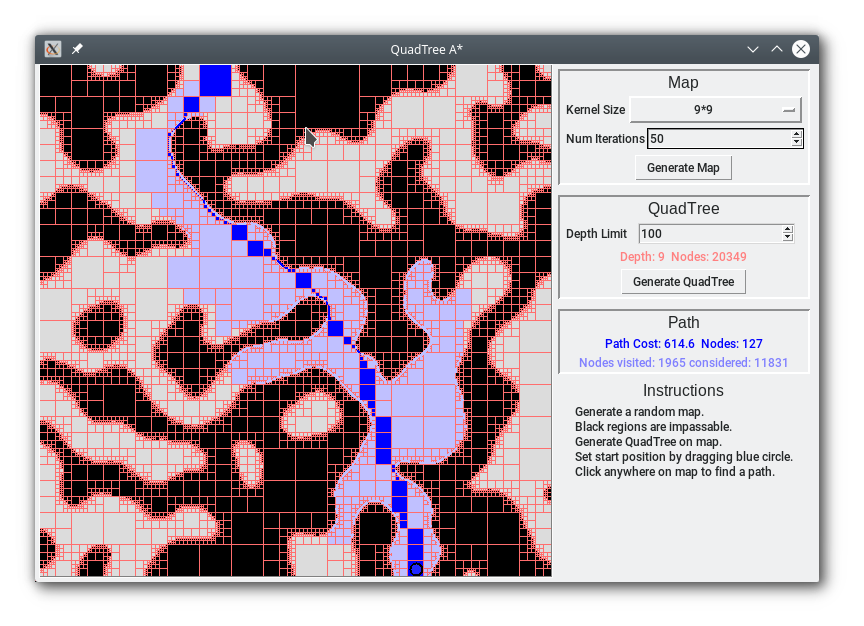 QuadTree A*
Map
Kernel Size 9*9
Num Iterations 50
Generate Map
QuadTree
Depth Limit 100
Depth: 9 Nodes: 20349
Generate QuadTree
Path
Path Cost: 614.6 Nodes: 127
Nodes visited: 1965 considered: 11831
Instructions
Generate a random map.
Black regions are impassable.
Generate QuadTree on map.
Set start position by dragging blue circle.
Click anywhere on map to find a path.